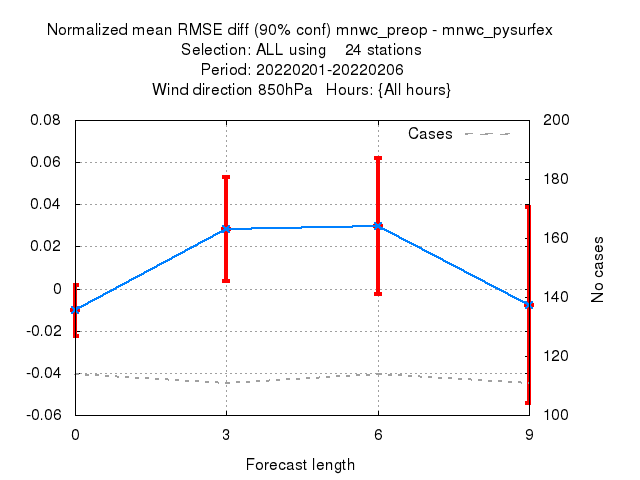 Normalized mean RMSE diff (90% conf) mnwc_preop - mnwc_pysurfex
Selection: ALL using    24 stations
Period: 20220201-20220206
Wind direction 850hPa   Hours: {All hours}
Cases
0.08
0.06
0.04
0.02
0
-0.02
-0.04
-0.06
200
180
160
140
120
100
No cases
0 3 6 9
Forecast length